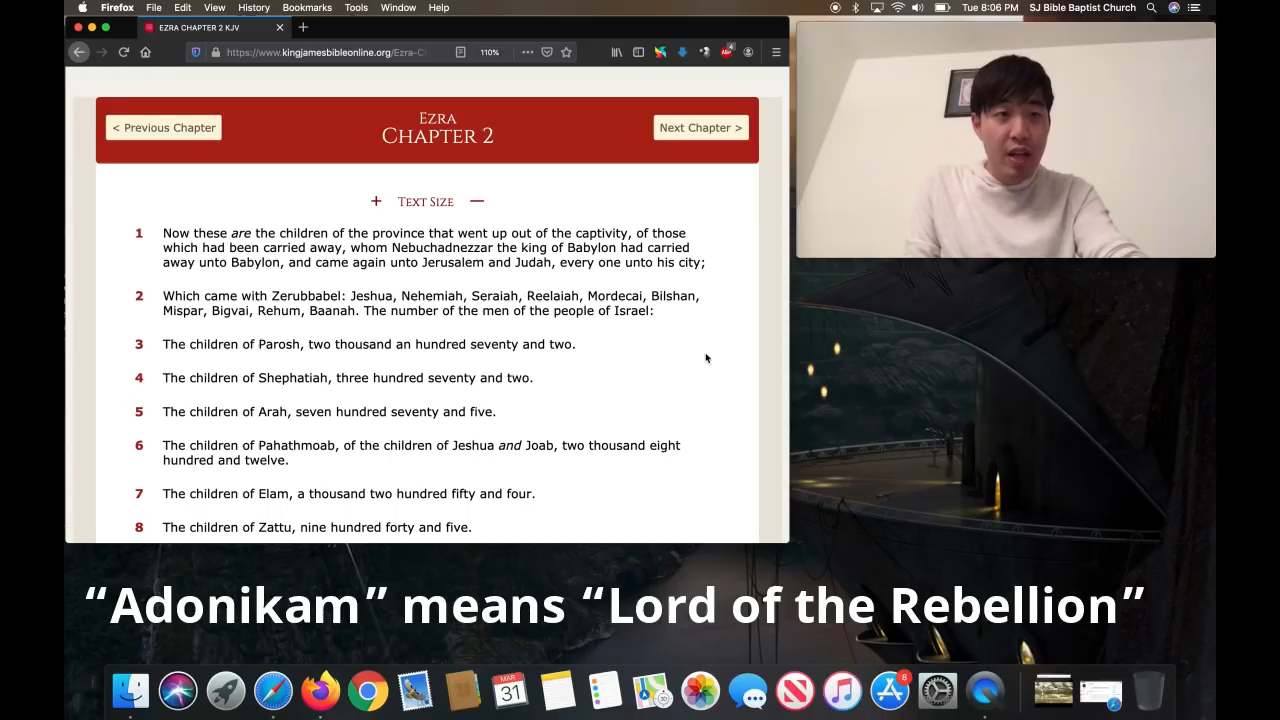 Firefox File Edit View History Bookmarks Tools Window Help Tue 8:06 PM SJ Bible Baptist Church
EZRA CHAPTER 2 KJV
https://www.kingjamesbibleonline.org/Ezra-C 110%
< Previous Chapter
EZRA
CHAPTER 2
Next Chapter >
+ TEXT SIZE —
1 Now these are the children of the province that went up out of the captivity, of those
which had been carried away, whom Nebuchadnezzar the king of Babylon had carried
away unto Babylon, and came again unto Jerusalem and Judah, every one unto his city;
2 Which came with Zerubbabel: Jeshua, Nehemiah, Seraiah, Reelaiah, Mordecai, Bilshan,
Mispar, Bigvai, Rehum, Baanah. The number of the men of the people of Israel:
3 The children of Parosh, two thousand an hundred seventy and two.
4 The children of Shephatiah, three hundred seventy and two.
5 The children of Arah, seven hundred seventy and five.
6 The children of Pahathmoab, of the children of Jeshua and Joab, two thousand eight
hundred and twelve.
7 The children of Elam, a thousand two hundred fifty and four.
8 The children of Zattu, nine hundred forty and five.
“Adonikam” means “Lord of the Rebellion”
MAR
31
8